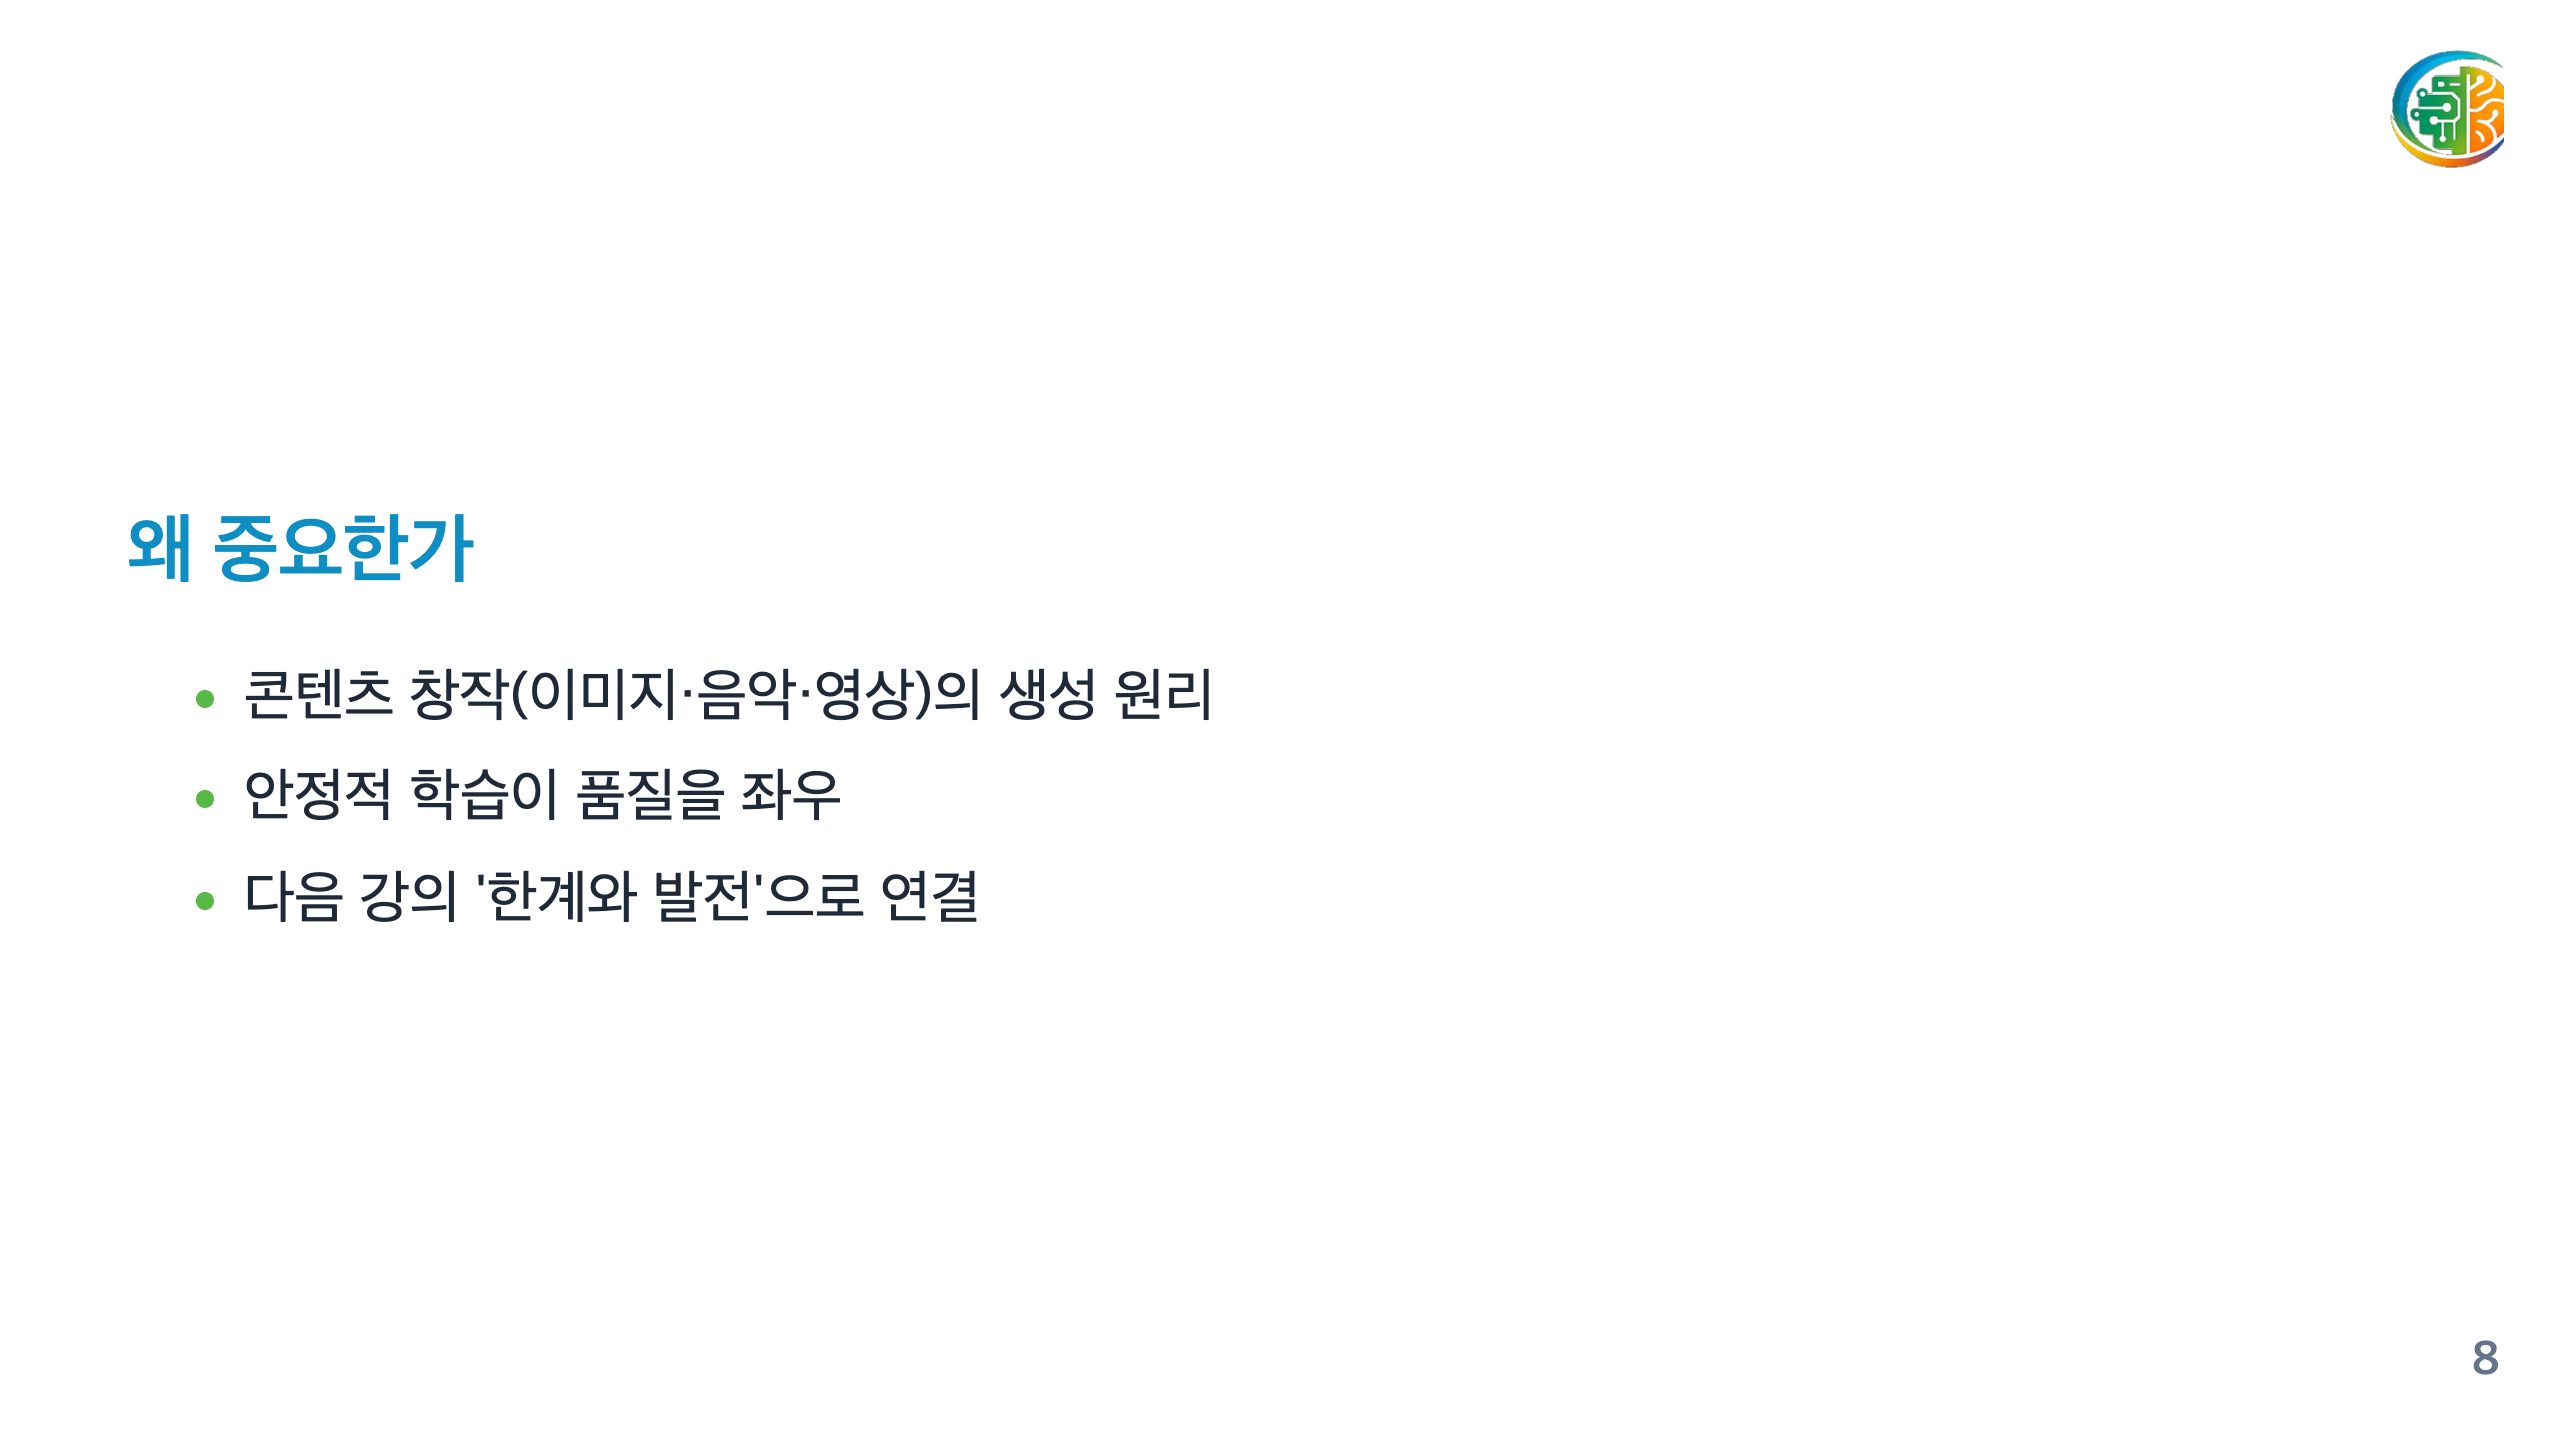 왜 중요한가
콘텐츠 창작(이미지·음악·영상)의 생성 원리
안정적 학습이 품질을 좌우
다음 강의 '한계와 발전'으로 연결
8